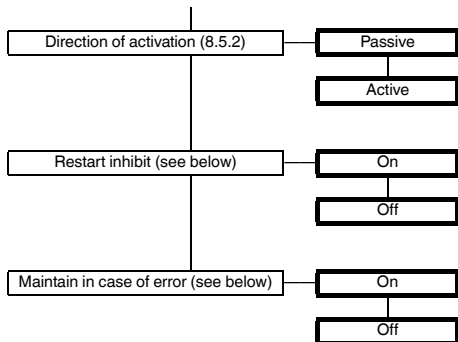 Direction of activation (8.5.2)
Passive
Active
Restart inhibit (see below)
On
Off
Maintain in case of error (see below)
On
Off